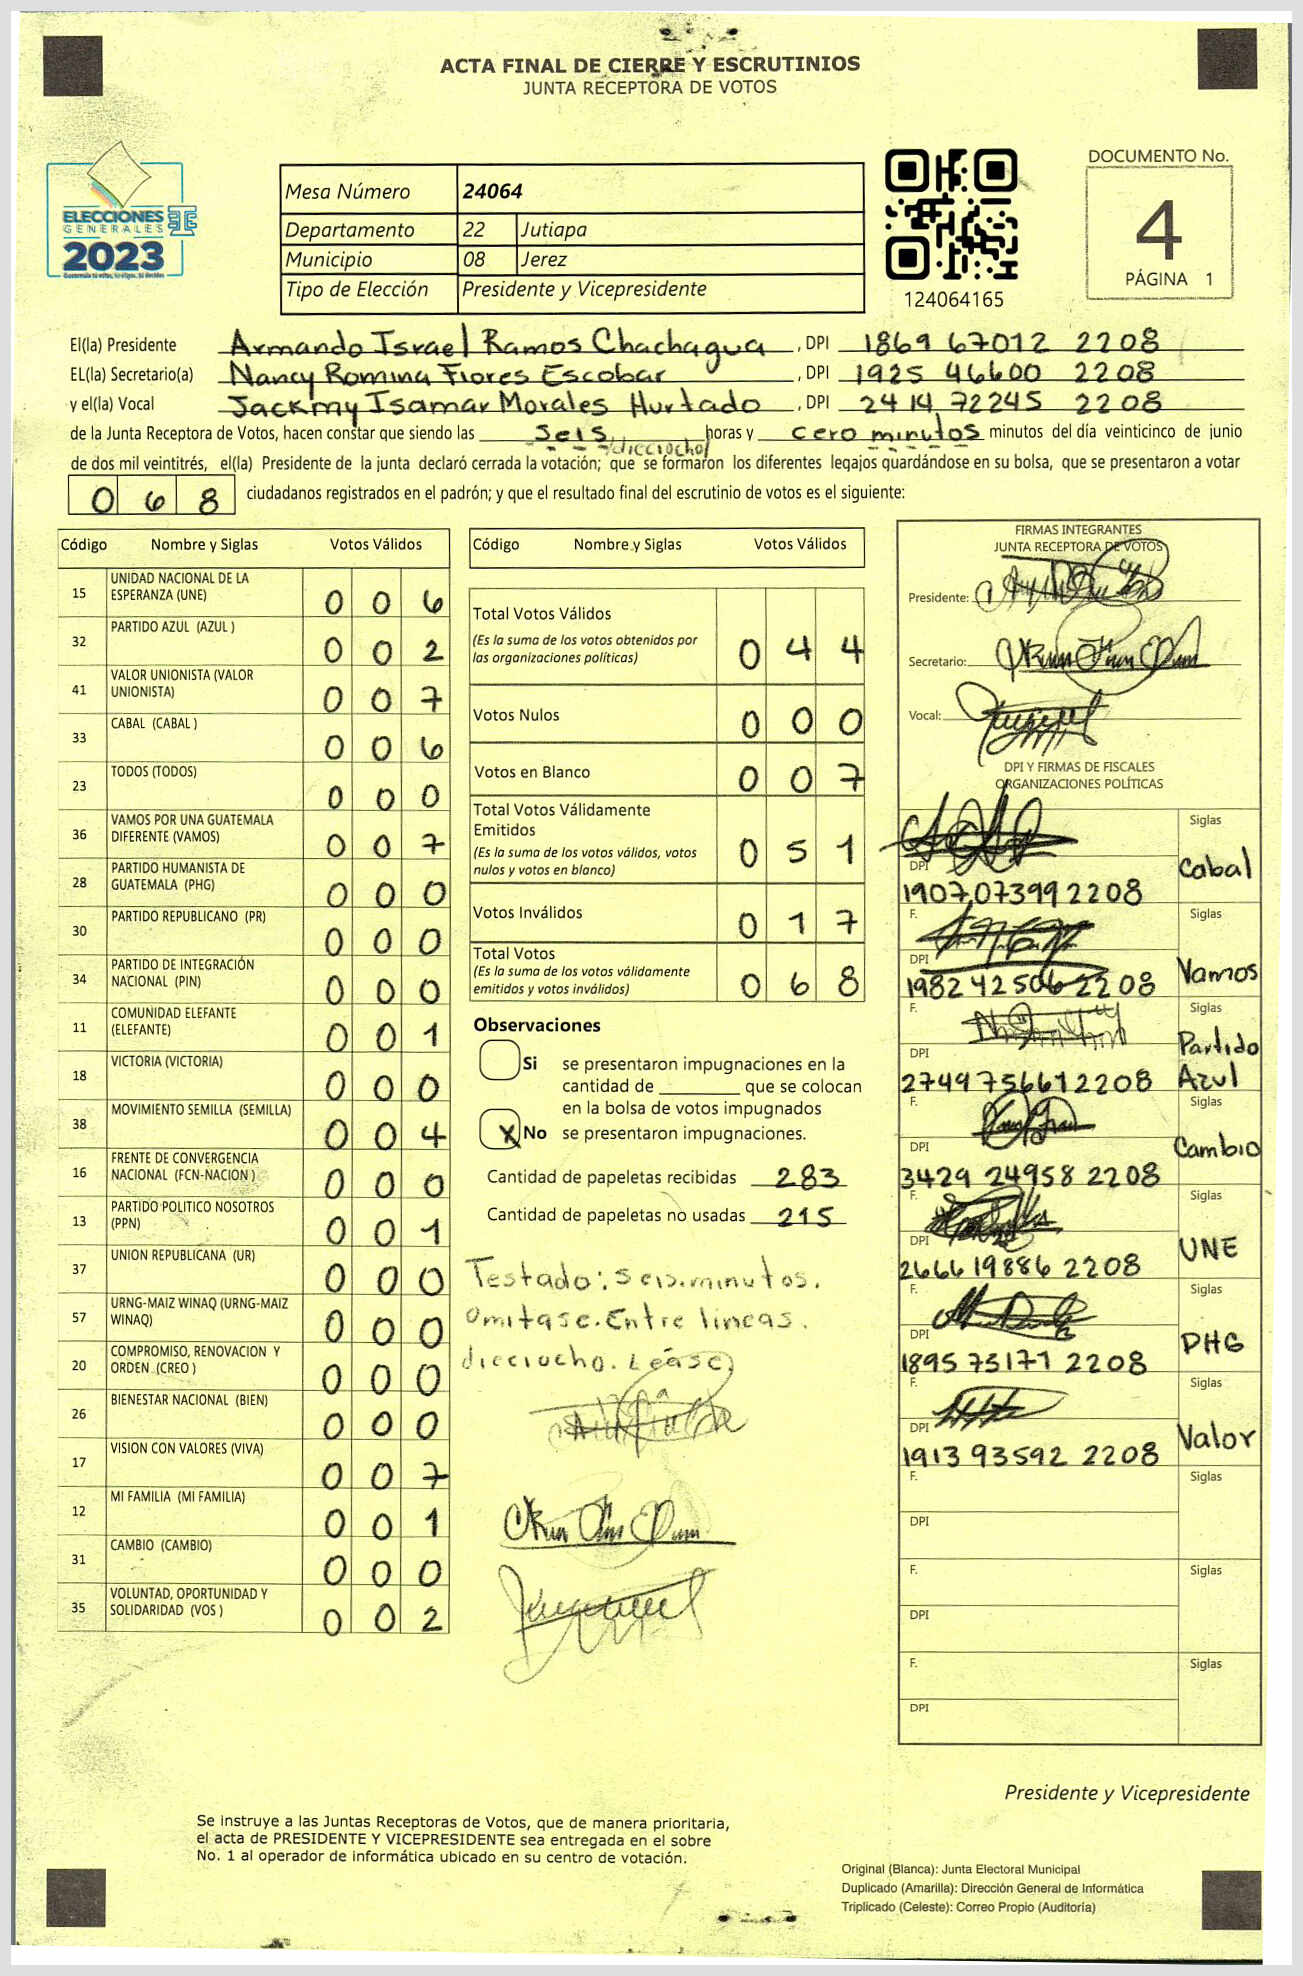 ACTA FINAL DE CIERRE Y ESCRUTINIOS
JUNTA RECEPTORA DE VOTOS
ELECCIONES
GENERALES
2023
Mesa Número 24064
Departamento 22 Jutiapa
Municipio 08 Jerez
Tipo de Elección Presidente y Vicepresidente
124064165
DOCUMENTO No.
4
PÁGINA 1
El(la) Presidente Armando Israel Ramos Chachagua, DPI 1869 67012 2208
EL(la) Secretario(a) Nancy Romina Flores Escobar, DPI 1925 46600 2208
y el(la) Vocal Jackmy Isamar Morales Hurtado, DPI 2414 72245 2208
de la Junta Receptora de Votos, hacen constar que siendo las seis horas y cero minutos minutos del día veinticinco de junio
dieciocho
de dos mil veintitrés, el(la) Presidente de la junta declaró cerrada la votación; que se formaron los diferentes legajos guardándose en su bolsa, que se presentaron a votar
0 6 8 ciudadanos registrados en el padrón; y que el resultado final del escrutinio de votos es el siguiente:
Código Nombre y Siglas Votos Válidos
15 UNIDAD NACIONAL DE LA ESPERANZA (UNE) 0 0 6
32 PARTIDO AZUL (AZUL ) 0 0 2
41 VALOR UNIONISTA (VALOR UNIONISTA) 0 0 7
33 CABAL (CABAL ) 0 0 6
23 TODOS (TODOS) 0 0 0
36 VAMOS POR UNA GUATEMALA DIFERENTE (VAMOS) 0 0 7
28 PARTIDO HUMANISTA DE GUATEMALA (PHG) 0 0 0
30 PARTIDO REPUBLICANO (PR) 0 0 0
34 PARTIDO DE INTEGRACIÓN NACIONAL (PIN) 0 0 0
11 COMUNIDAD ELEFANTE (ELEFANTE) 0 0 1
18 VICTORIA (VICTORIA) 0 0 0
38 MOVIMIENTO SEMILLA (SEMILLA) 0 0 4
16 FRENTE DE CONVERGENCIA NACIONAL (FCN-NACION ) 0 0 0
13 PARTIDO POLITICO NOSOTROS (PPN) 0 0 1
37 UNION REPUBLICANA (UR) 0 0 0
57 URNG-MAIZ WINAQ (URNG-MAIZ WINAQ) 0 0 0
20 COMPROMISO, RENOVACION Y ORDEN (CREO ) 0 0 0
26 BIENESTAR NACIONAL (BIEN) 0 0 0
17 VISION CON VALORES (VIVA) 0 0 7
12 MI FAMILIA (MI FAMILIA) 0 0 1
31 CAMBIO (CAMBIO) 0 0 0
35 VOLUNTAD, OPORTUNIDAD Y SOLIDARIDAD (VOS ) 0 0 2
Código Nombre y Siglas Votos Válidos
Total Votos Válidos 0 4 4
(Es la suma de los votos obtenidos por
las organizaciones políticas)
Votos Nulos 0 0 0
Votos en Blanco 0 0 7
Total Votos Válidamente
Emitidos 0 5 1
(Es la suma de los votos válidos, votos
nulos y votos en blanco)
Votos Inválidos 0 1 7
Total Votos
(Es la suma de los votos válidamente
emitidos y votos inválidos) 0 6 8
Observaciones
Si se presentaron impugnaciones en la
cantidad de que se colocan
en la bolsa de votos impugnados
X No se presentaron impugnaciones.
Cantidad de papeletas recibidas 283
Cantidad de papeletas no usadas 215
Testado: seis.minutos.
omitase.Entre lineas.
dieciocho. Léase.
FIRMAS INTEGRANTES
JUNTA RECEPTORA DE VOTOS
Presidente:
Secretario:
Vocal:
DPI Y FIRMAS DE FISCALES
ORGANIZACIONES POLÍTICAS
Siglas
DPI Cabal
1907073992208
F. Siglas
DPI Vamos
1982 42506 2208
F. Siglas
DPI Partido
2749756612208 Azul
F. Siglas
DPI Cambio
3429 24958 2208
F. Siglas
DPI UNE
2666 19886 2208
F. Siglas
DPI PHG
1895 75171 2208
F. Siglas
DPI Valor
1913 93592 2208
F. Siglas
DPI
F. Siglas
DPI
F. Siglas
DPI
Presidente y Vicepresidente
Se instruye a las Juntas Receptoras de Votos, que de manera prioritaria,
el acta de PRESIDENTE Y VICEPRESIDENTE sea entregada en el sobre
No. 1 al operador de informática ubicado en su centro de votación.
Original (Blanca): Junta Electoral Municipal
Duplicado (Amarilla): Dirección General de Informática
Triplicado (Celeste): Correo Propio (Auditoría)